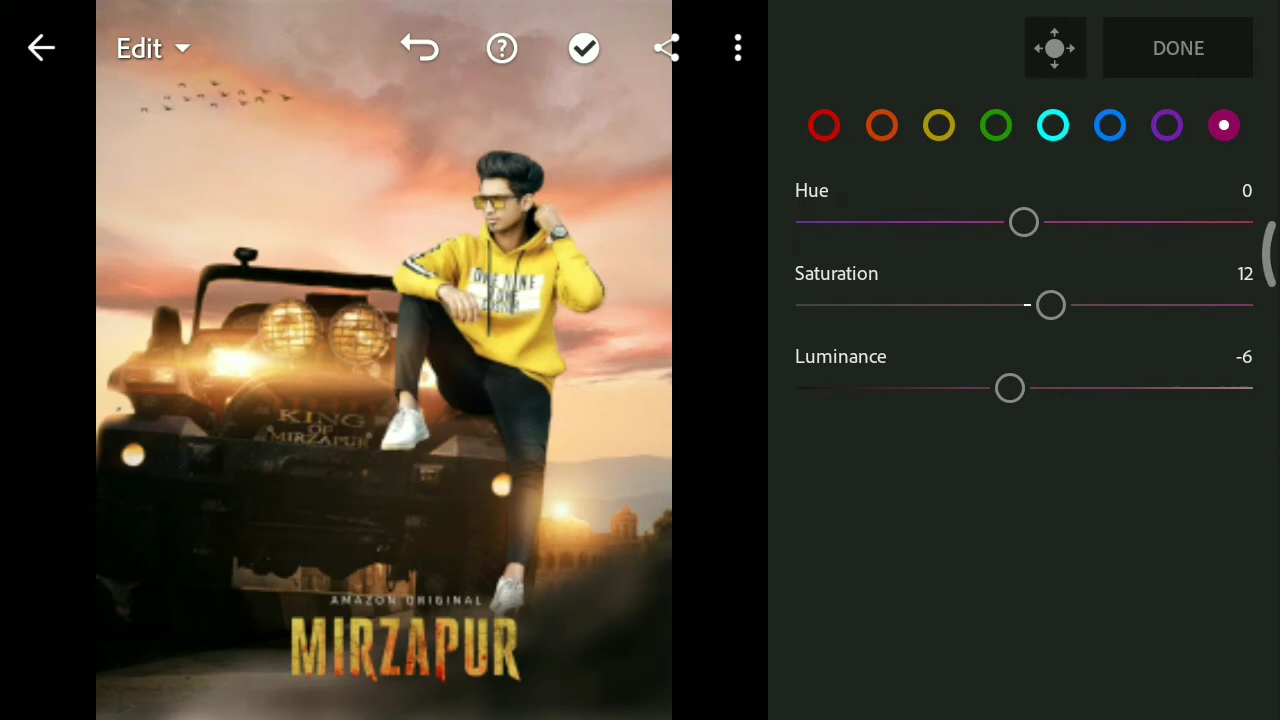 Edit
DONE
Hue 0
Saturation 12
Luminance -6
KING
OF
MIRZAPUR
AMAZON ORIGINAL
MIRZAPUR